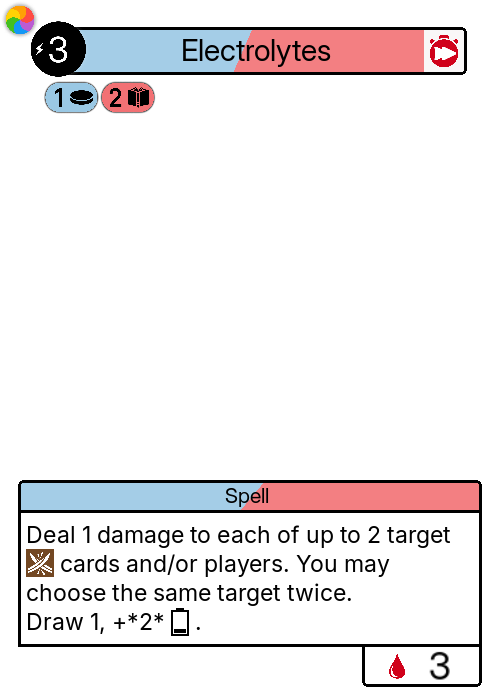 3
Electrolytes
1 2
Spell
Deal 1 damage to each of up to 2 target
cards and/or players. You may
choose the same target twice.
Draw 1, +*2* .
3